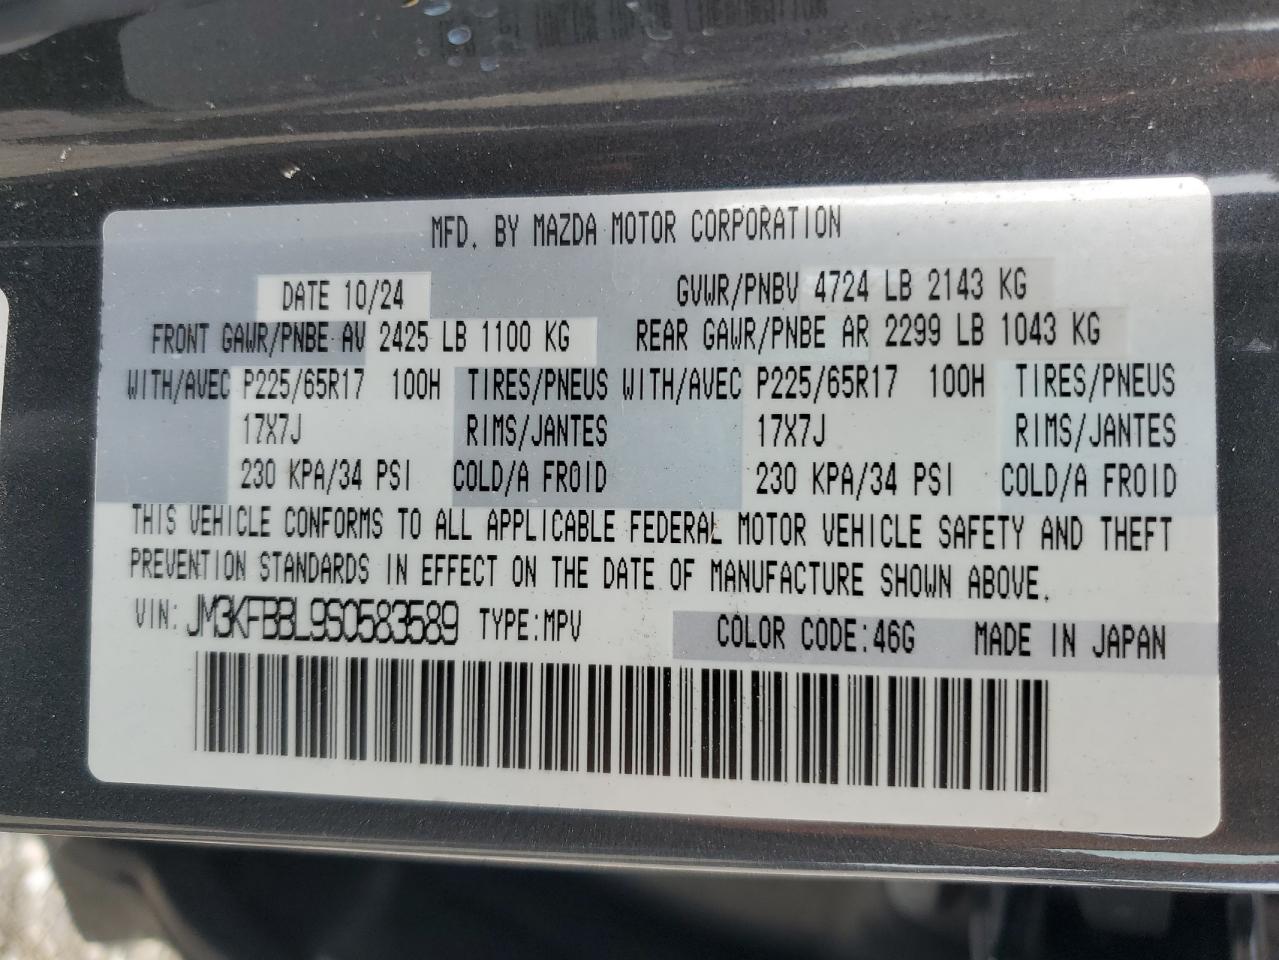 MFD. BY MAZDA MOTOR CORPORATION
DATE 10/24 GVWR/PNBV 4724 LB 2143 KG
FRONT GAWR/PNBE AV 2425 LB 1100 KG REAR GAWR/PNBE AR 2299 LB 1043 KG
WITH/AVEC P225/65R17 100H TIRES/PNEUS WITH/AVEC P225/65R17 100H TIRES/PNEUS
17X7J RIMS/JANTES 17X7J RIMS/JANTES
230 KPA/34 PSI COLD/A FROID 230 KPA/34 PSI COLD/A FROID
THIS VEHICLE CONFORMS TO ALL APPLICABLE FEDERAL MOTOR VEHICLE SAFETY AND THEFT
PREVENTION STANDARDS IN EFFECT ON THE DATE OF MANUFACTURE SHOWN ABOVE.
VIN: JM3KFBBL9S0583589 TYPE:MPV COLOR CODE:46G MADE IN JAPAN